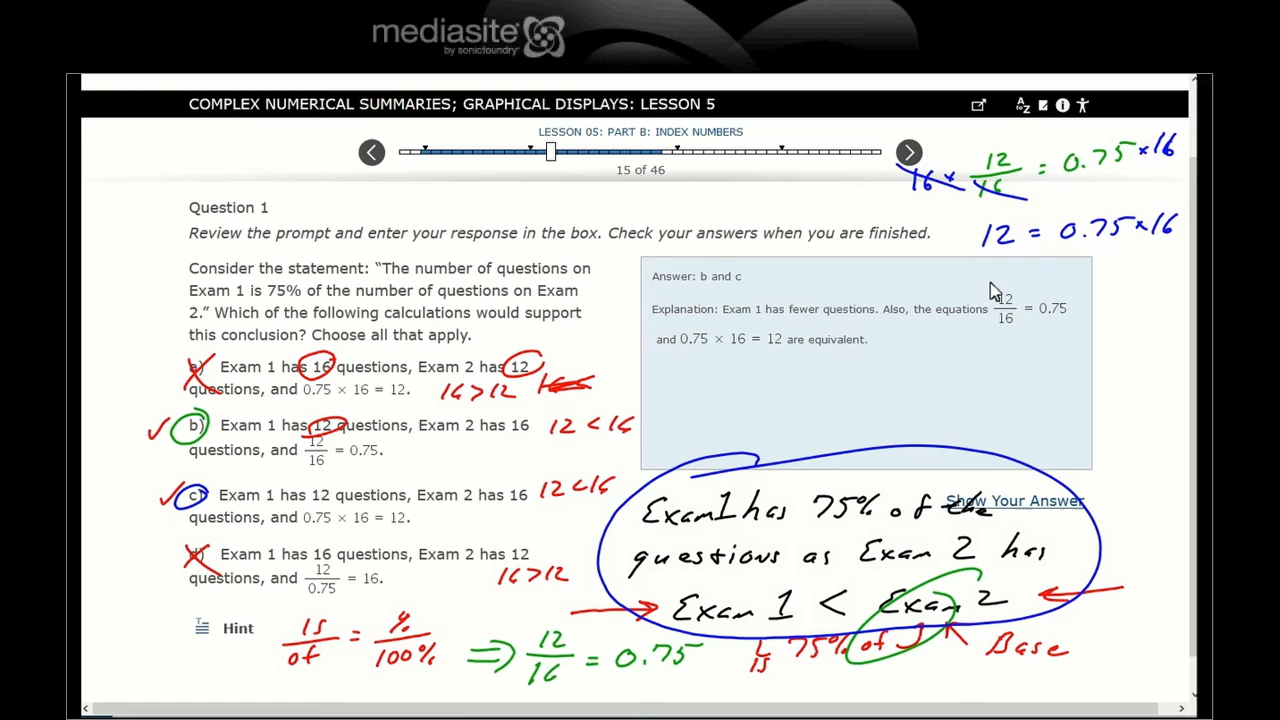 mediasite
by sonicfoundry
COMPLEX NUMERICAL SUMMARIES; GRAPHICAL DISPLAYS: LESSON 5
LESSON 05: PART B: INDEX NUMBERS
15 of 46
16 × 12/16 = 0.75 × 16
12 = 0.75 × 16
Question 1
Review the prompt and enter your response in the box. Check your answers when you are finished.
Consider the statement: “The number of questions on
Exam 1 is 75% of the number of questions on Exam
2.” Which of the following calculations would support
this conclusion? Choose all that apply.
a) Exam 1 has 16 questions, Exam 2 has 12
questions, and 0.75 × 16 = 12.
16 > 12
b) Exam 1 has 12 questions, Exam 2 has 16
12 < 16
questions, and 12/16 = 0.75.
c) Exam 1 has 12 questions, Exam 2 has 16
12 < 16
questions, and 0.75 × 16 = 12.
d) Exam 1 has 16 questions, Exam 2 has 12
questions, and 12/0.75 = 16.
16 > 12
Hint
Answer: b and c
Explanation: Exam 1 has fewer questions. Also, the equations 12/16 = 0.75
and 0.75 × 16 = 12 are equivalent.
Show Your Answer
Exam 1 has 75% of the
questions as Exam 2 has
Exam 1 < Exam 2
is/of = %/100%
⇒ 12/16 = 0.75
is 75% of
Base